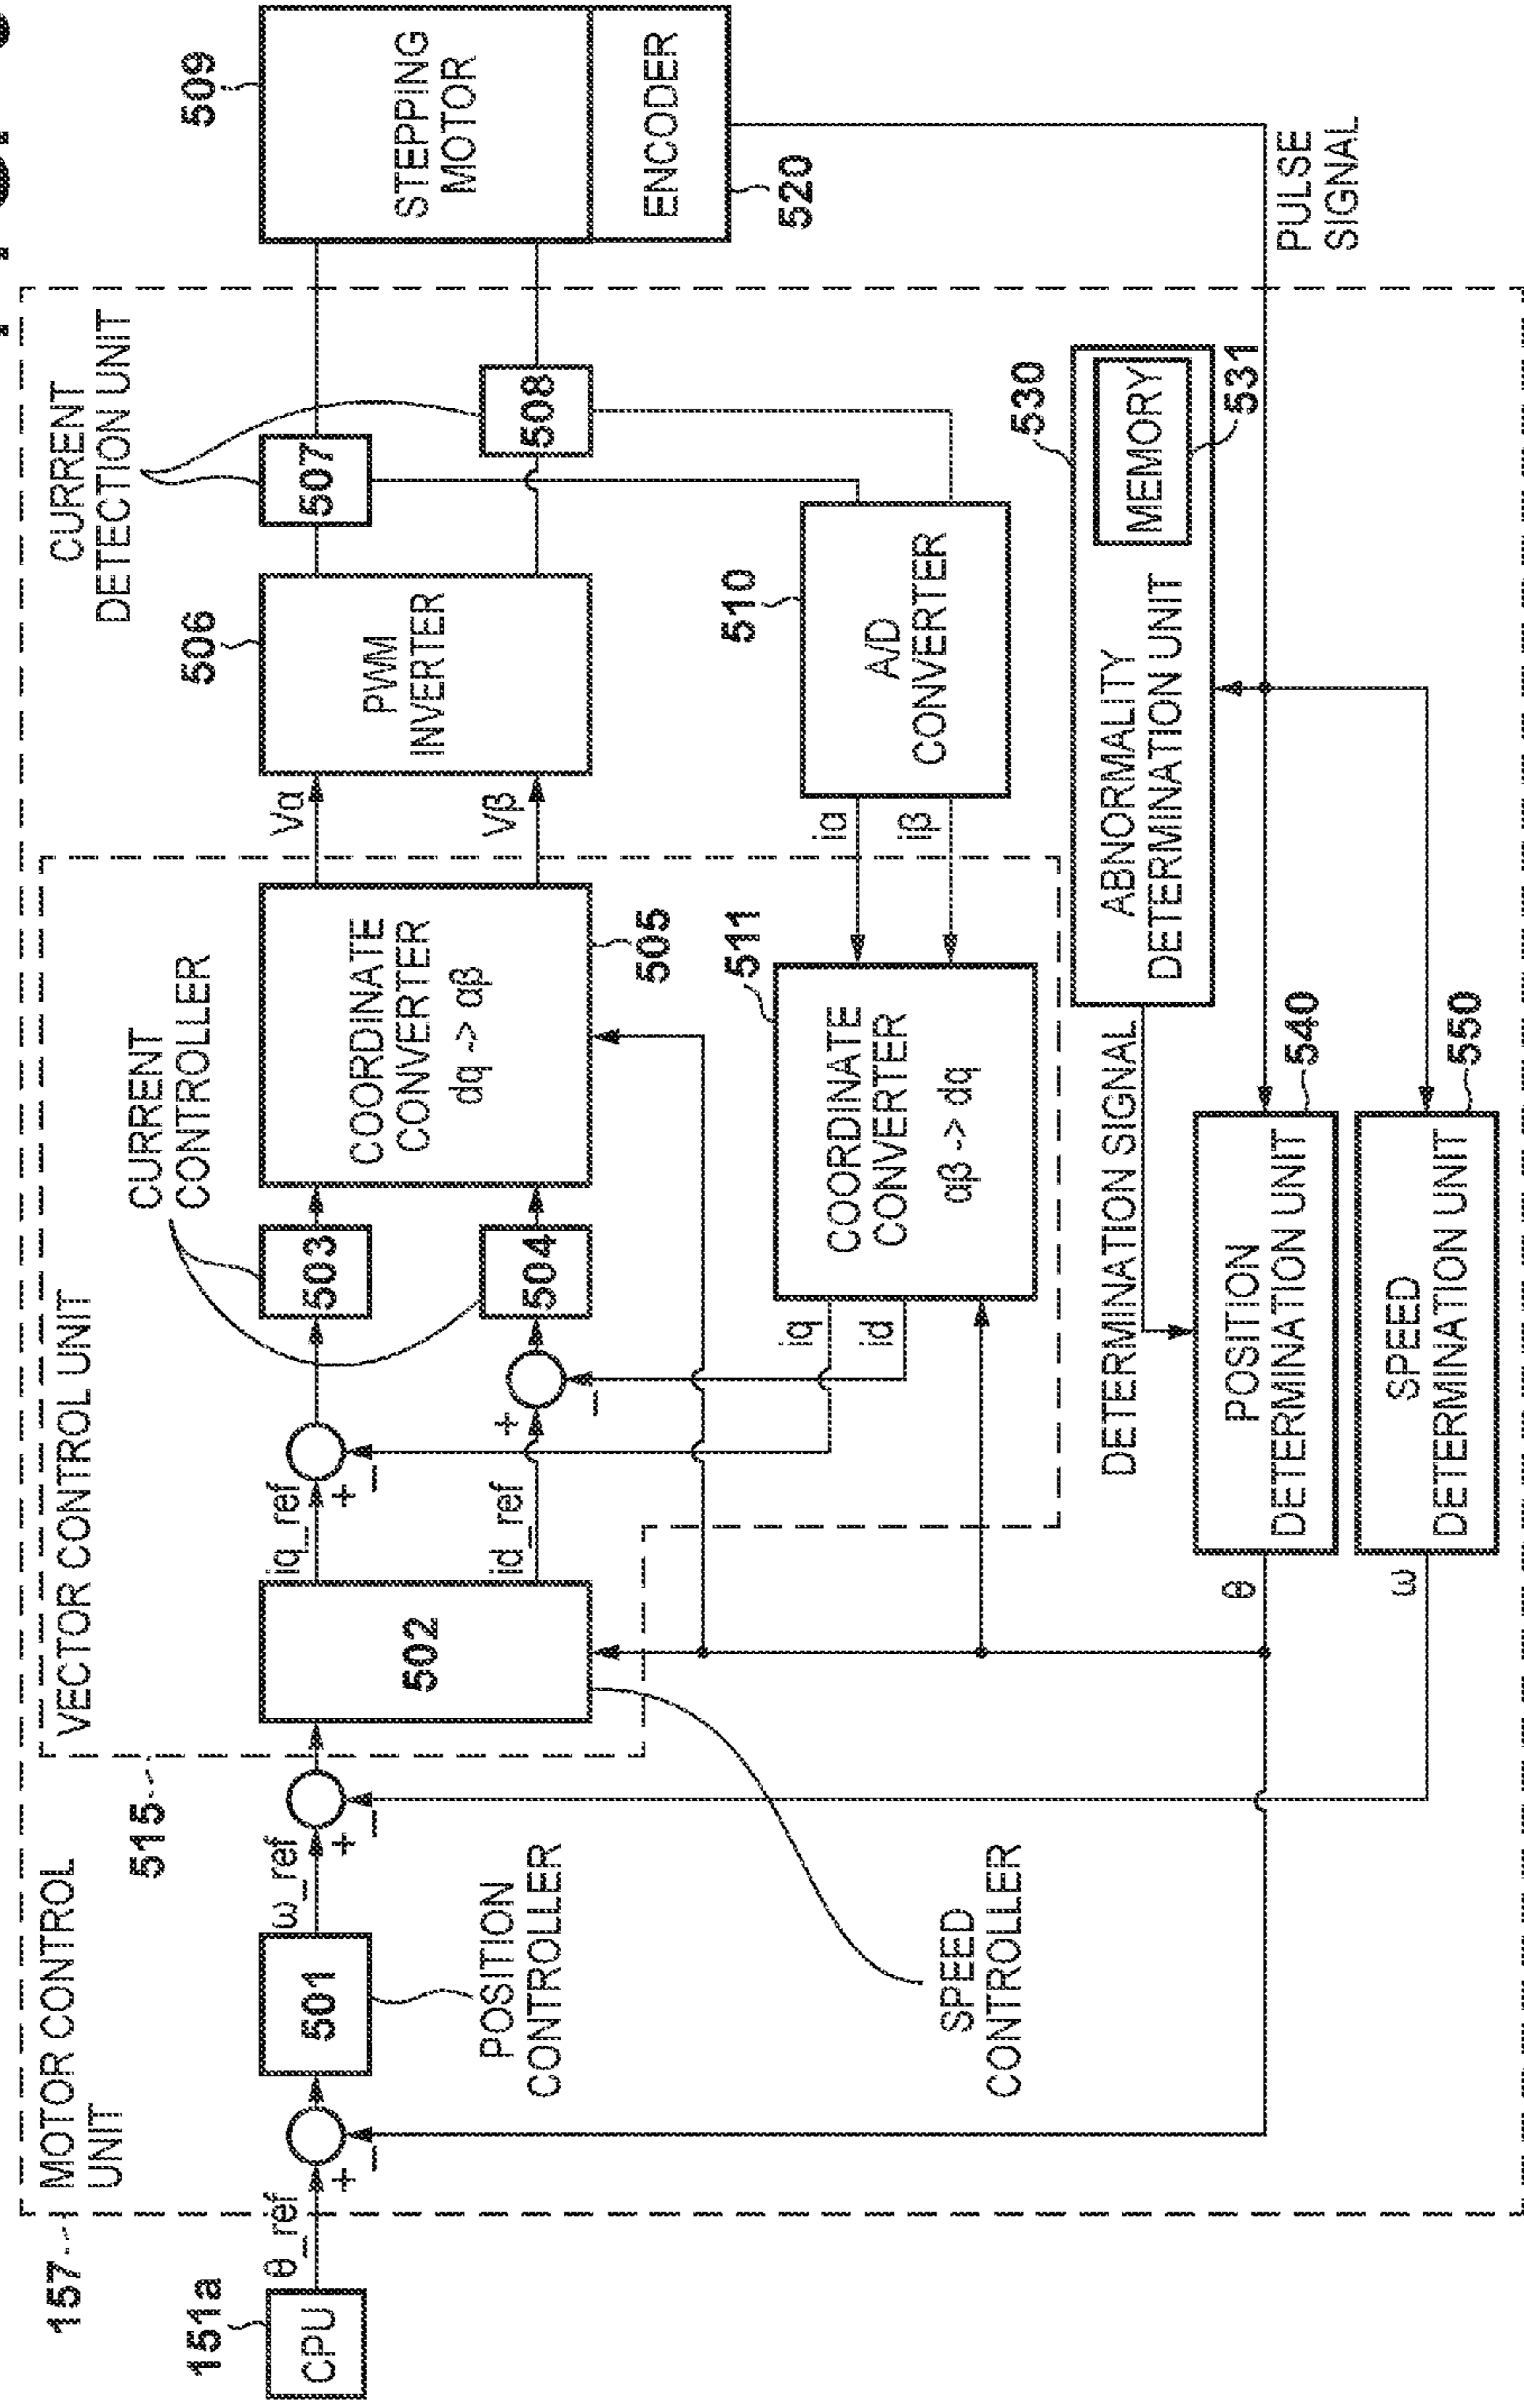 157
MOTOR CONTROL
UNIT
515
VECTOR CONTROL UNIT
CURRENT
CONTROLLER
CURRENT
DETECTION UNIT
151a
CPU
θ_ref
+
−
501
POSITION
CONTROLLER
ω_ref
+
−
502
SPEED
CONTROLLER
iq_ref
+
−
id_ref
+
−
503
504
COORDINATE
CONVERTER
dq -> αβ
505
Vα
Vβ
506
PWM
INVERTER
507
508
509
STEPPING
MOTOR
ENCODER
520
iq
id
511
COORDINATE
CONVERTER
αβ -> dq
iα
iβ
510
A/D
CONVERTER
DETERMINATION SIGNAL
530
ABNORMALITY
DETERMINATION UNIT
MEMORY
531
PULSE
SIGNAL
θ
POSITION
DETERMINATION UNIT
540
ω
SPEED
DETERMINATION UNIT
550